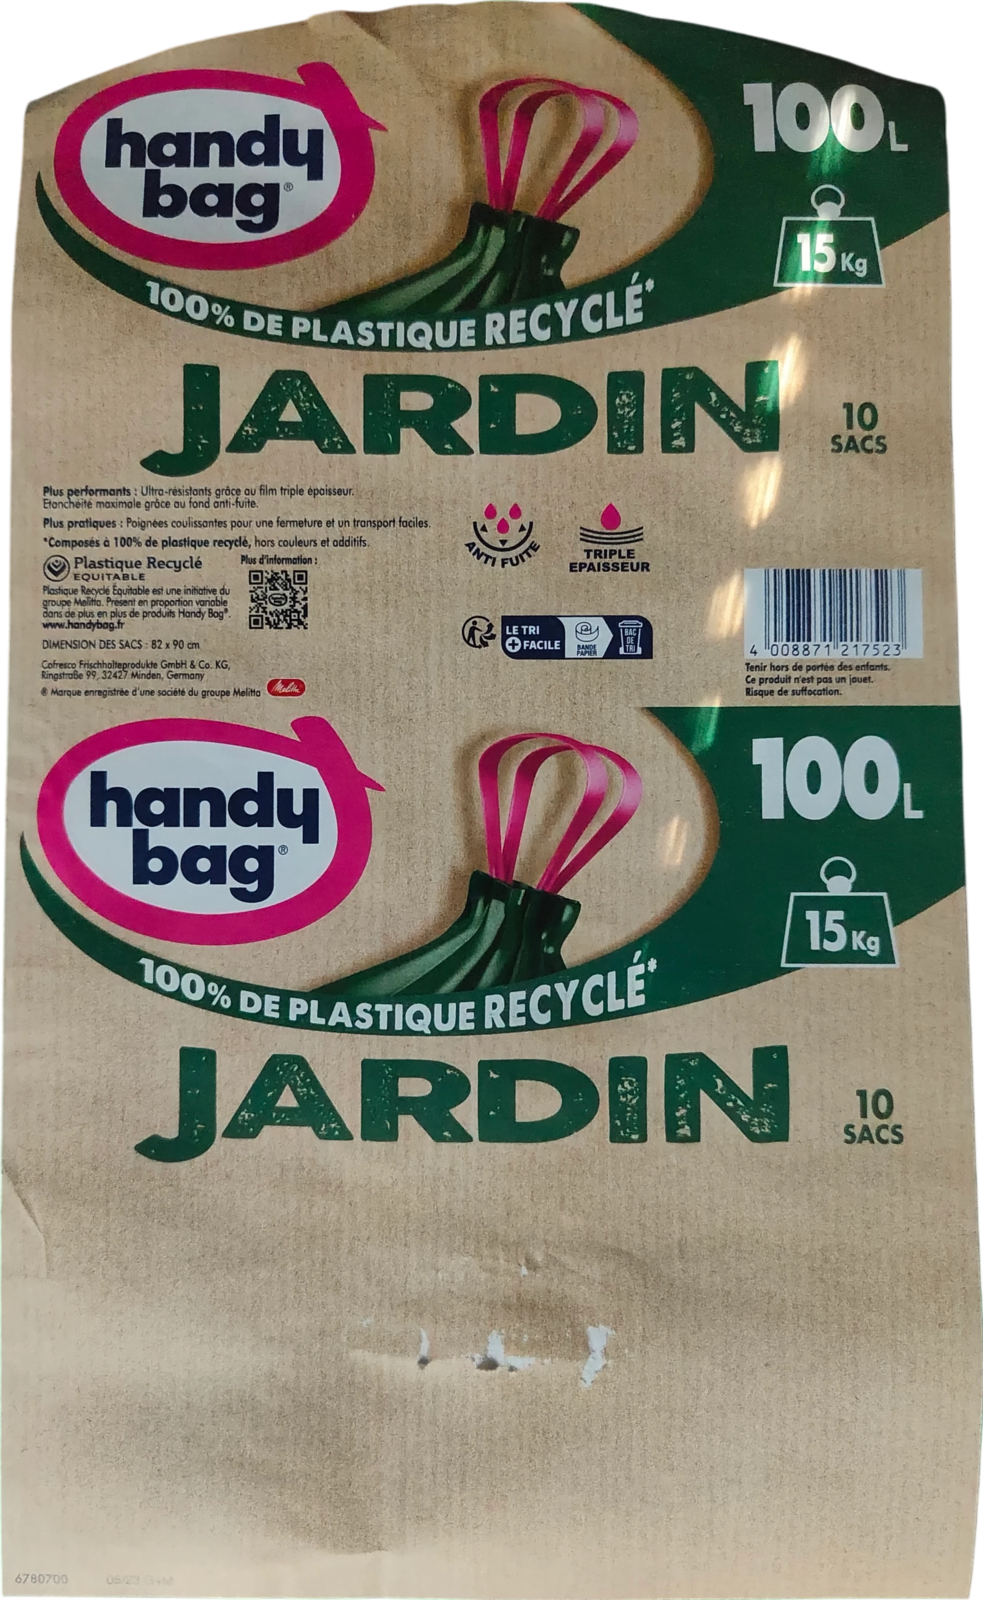 handy
bag®
100L
15 Kg
100% DE PLASTIQUE RECYCLÉ*
JARDIN
10
SACS
Plus performants : Ultra-résistants grâce au film triple épaisseur.
Etanchéité maximale grâce au fond anti-fuite.
Plus pratiques : Poignées coulissantes pour une fermeture et un transport faciles.
*Composés à 100% de plastique recyclé, hors couleurs et additifs.
Plastique Recyclé
EQUITABLE
Plastique Recyclé Equitable est une initiative du
groupe Melitta. Présent en proportion variable
dans de plus en plus de produits Handy Bag®.
www.handybag.fr
Plus d'information :
DIMENSION DES SACS : 82 x 90 cm
Cofresco Frischhalteprodukte GmbH & Co. KG,
Ringstraße 99, 32427 Minden, Germany
® Marque enregistrée d'une société du groupe Melitta
Melitta
ANTI FUITE
TRIPLE
EPAISSEUR
LE TRI
+ FACILE
BANDE
PAPIER
BAC
DE
TRI
4 008871 217523
Tenir hors de portée des enfants.
Ce produit n'est pas un jouet.
Risque de suffocation.
handy
bag®
100L
15 Kg
100% DE PLASTIQUE RECYCLÉ*
JARDIN
10
SACS
6780700